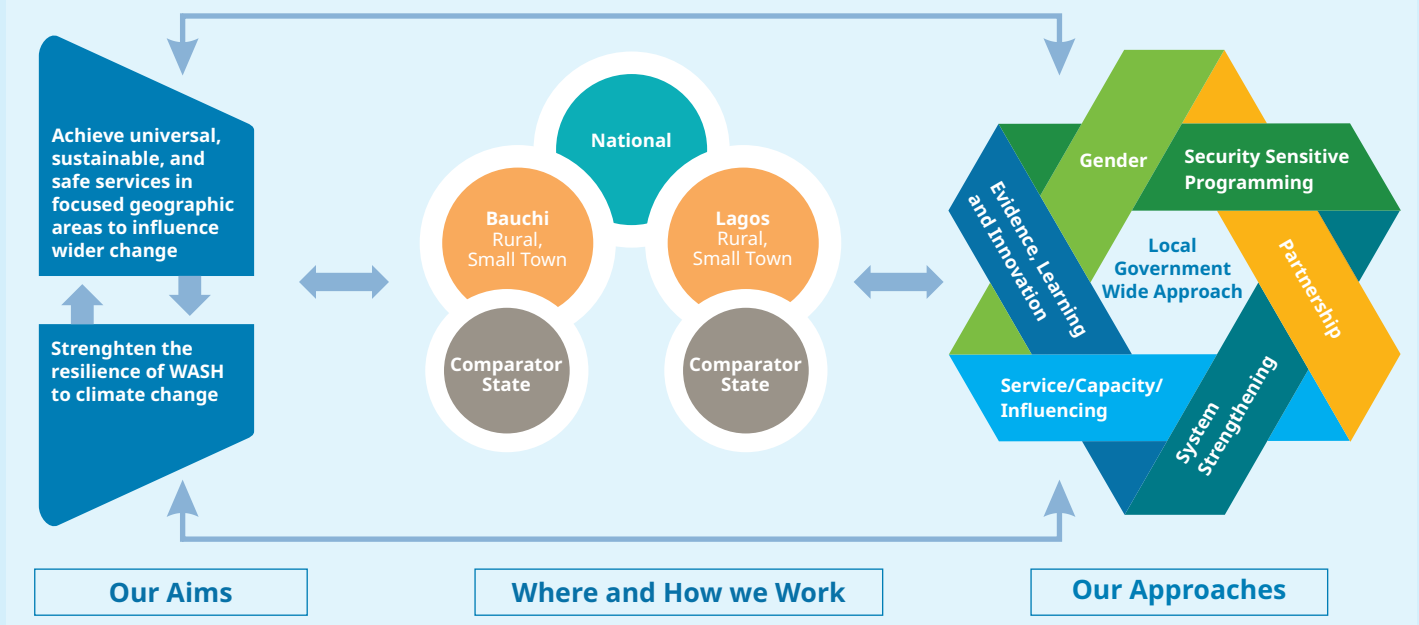 Achieve universal,
sustainable, and
safe services in
focused geographic
areas to influence
wider change
Strenghten the
resilience of WASH
to climate change
National
Bauchi
Rural,
Small Town
Lagos
Rural,
Small Town
Comparator
State
Comparator
State
Gender
Security Sensitive
Programming
Evidence, Learning
and Innovation
Local
Government
Wide Approach
Partnership
Service/Capacity/
Influencing
System
Strengthening
Our Aims
Where and How we Work
Our Approaches